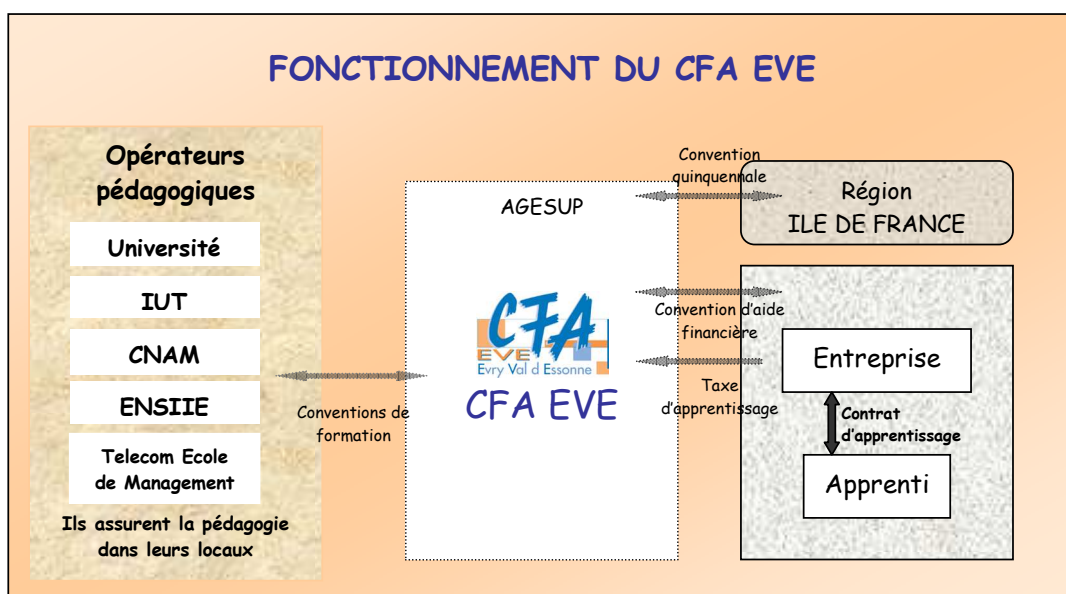 FONCTIONNEMENT DU CFA EVE
Opérateurs
pédagogiques
Université
IUT
CNAM
ENSIIE
Telecom Ecole
de Management
Ils assurent la pédagogie
dans leurs locaux
Conventions de
formation
AGESUP
CFA
EVE
Evry Val d Essonne
CFA EVE
Convention
quinquennale
Région
ILE DE FRANCE
Convention d'aide
financière
Taxe
d'apprentissage
Entreprise
Contrat
d'apprentissage
Apprenti